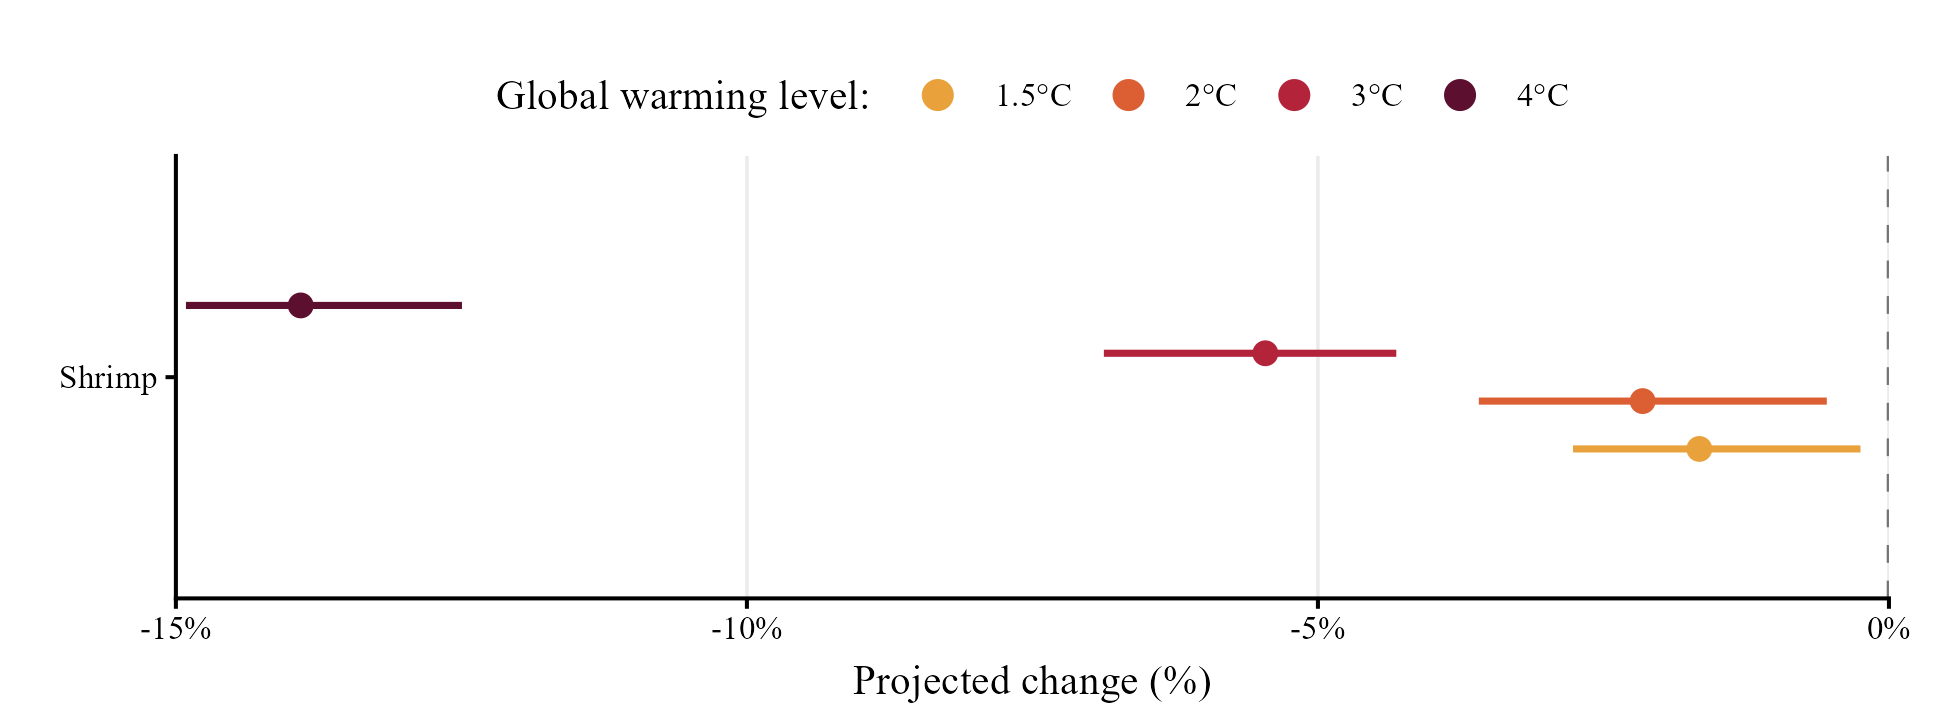 Global warming level: 1.5°C 2°C 3°C 4°C
Shrimp
-15% -10% -5% 0%
Projected change (%)